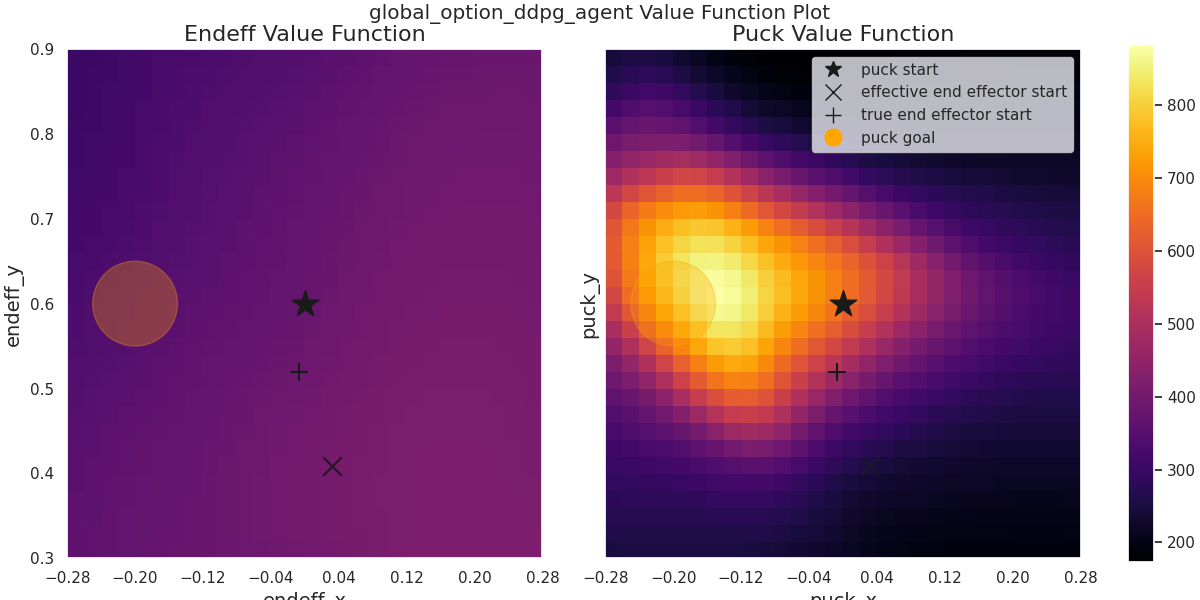 global_option_ddpg_agent Value Function Plot
Endeff Value Function
Puck Value Function
0.9
0.8
0.7
0.6
0.5
0.4
0.3
endeff_y
−0.28 −0.20 −0.12 −0.04 0.04 0.12 0.20 0.28
endeff_x
puck start
effective end effector start
true end effector start
puck goal
puck_y
−0.28 −0.20 −0.12 −0.04 0.04 0.12 0.20 0.28
puck_x
800
700
600
500
400
300
200